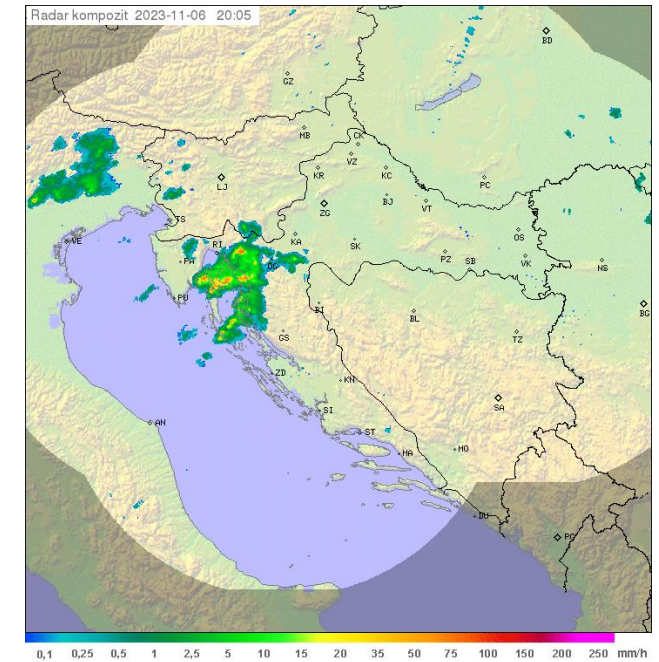 Radar kompozit 2023-11-06 20:05
BD
GZ
MB
CK
VZ
KR
KC
LJ
PC
ZG
BJ
VT
TS
VE
RI
KA
SK
OS
PA
OG
PZ
SB
VK
NS
PU
BI
BL
BG
GS
TZ
ZD
KN
SA
SI
AN
ST
MA
MO
DU
PG
0,1 0,25 0,5 1 2,5 5 10 15 20 35 50 75 100 150 200 250 mm/h